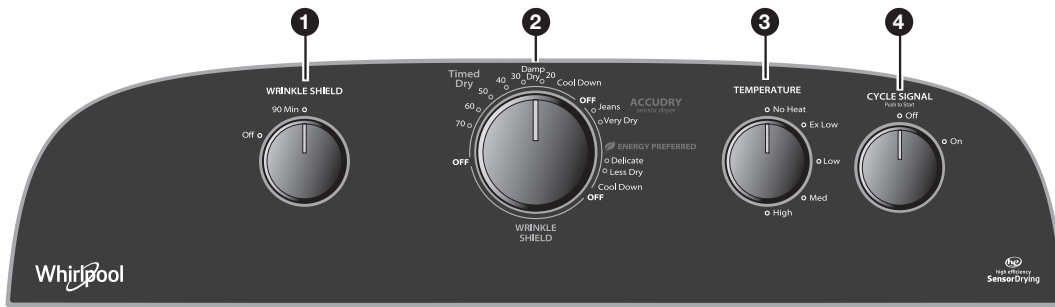 1
2
3
4
WRINKLE SHIELD
90 Min
Off
Timed
Dry
70
60
50
40
30
Damp
Dry
20
Cool Down
OFF
ACCUDRY
sensor dryer
Jeans
Very Dry
ENERGY PREFERRED
Delicate
Less Dry
Cool Down
OFF
WRINKLE
SHIELD
OFF
TEMPERATURE
No Heat
Ex Low
Low
Med
High
CYCLE SIGNAL
Push to Start
Off
On
Whirlpool
he
high efficiency
SensorDrying